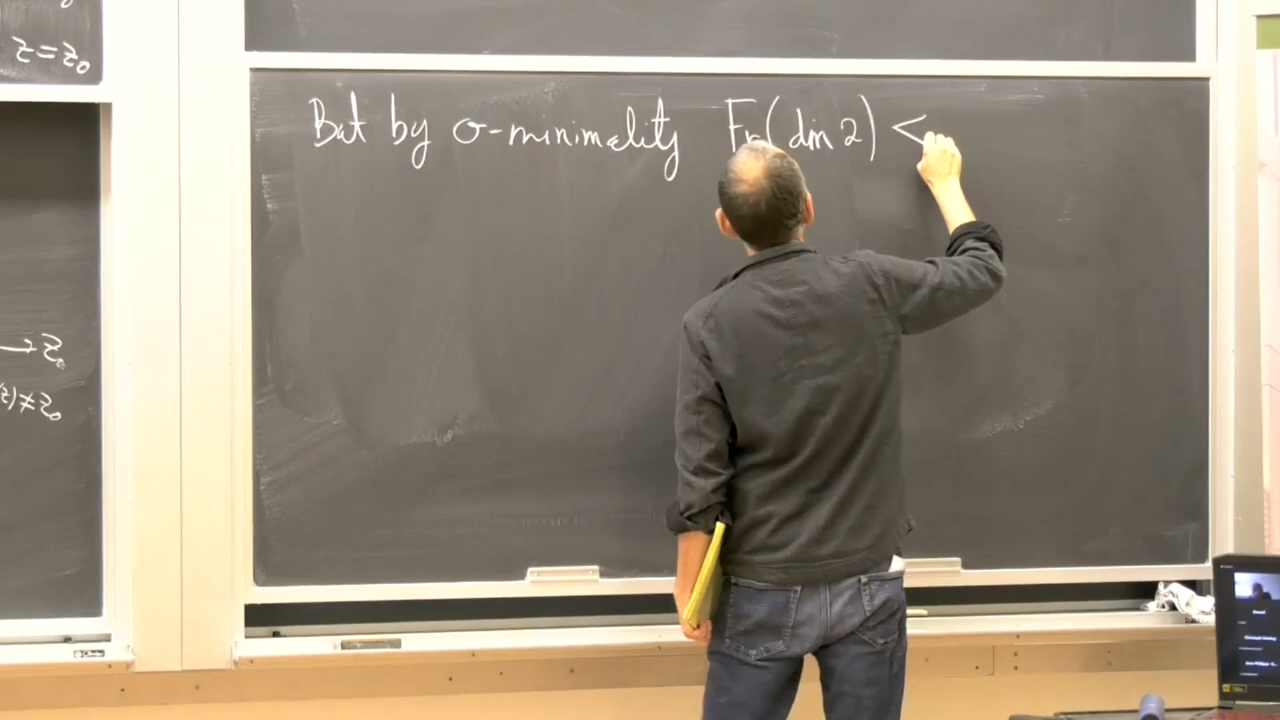 z = z₀
→ z₀
(z) ≠ z₀
But by o-minimality Fr(dim 2) <